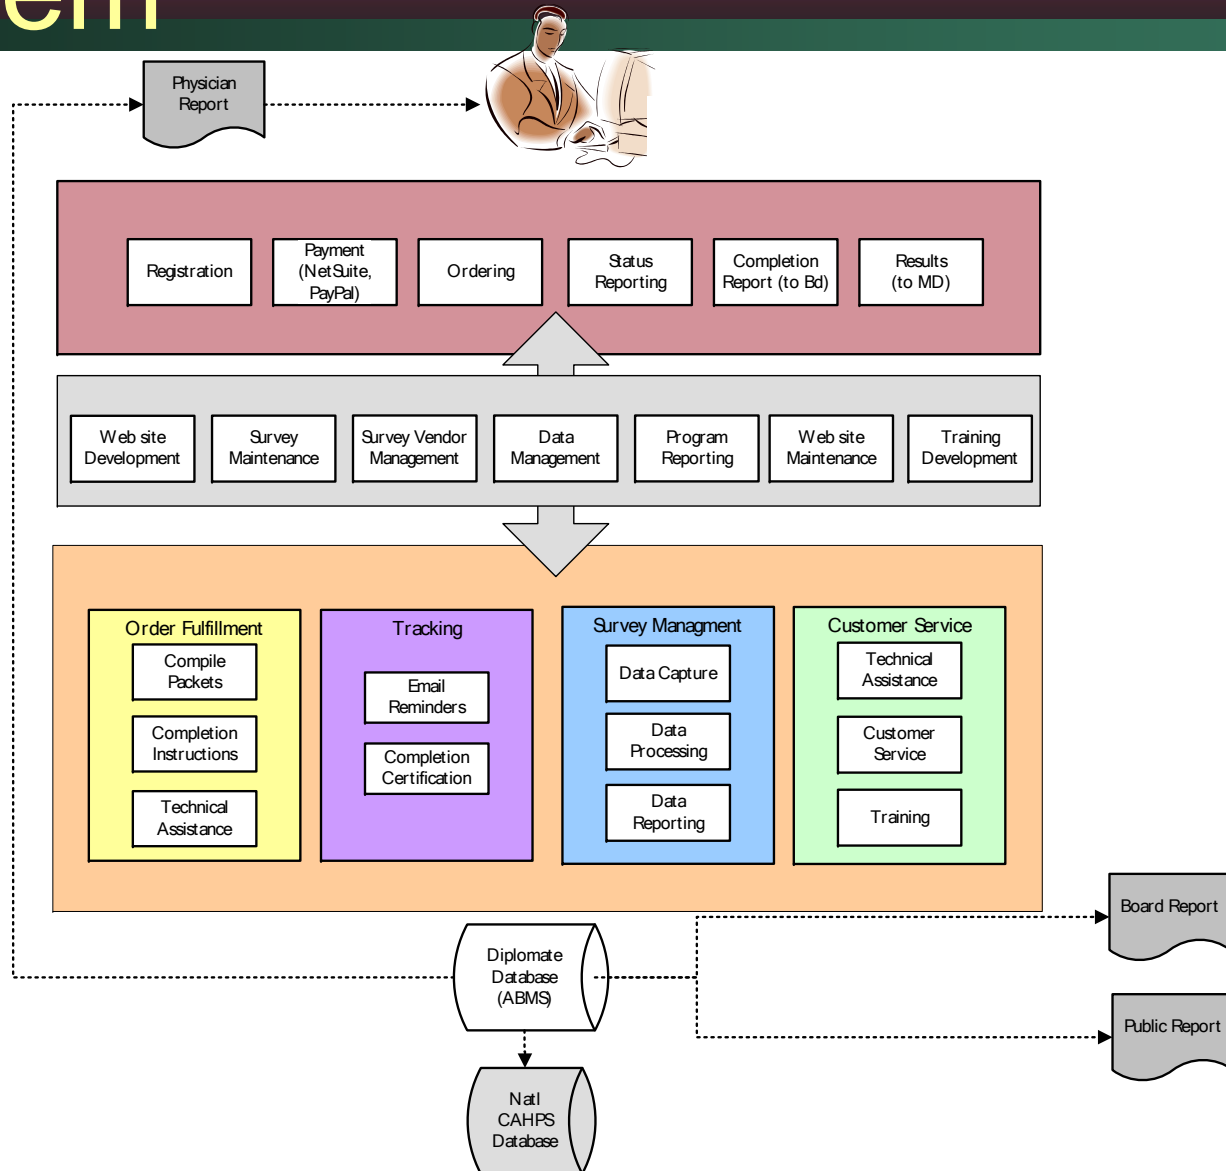 em
Physician
Report
Registration
Payment
(NetSuite,
PayPal)
Ordering
Status
Reporting
Completion
Report (to Bd)
Results
(to MD)
Web site
Development
Survey
Maintenance
Survey Vendor
Management
Data
Management
Program
Reporting
Web site
Maintenance
Training
Development
Order Fulfillment
Compile
Packets
Completion
Instructions
Technical
Assistance
Tracking
Email
Reminders
Completion
Certification
Survey Managment
Data Capture
Data
Processing
Data
Reporting
Customer Service
Technical
Assistance
Customer
Service
Training
Board Report
Diplomate
Database
(ABMS)
Public Report
Natl
CAHPS
Database